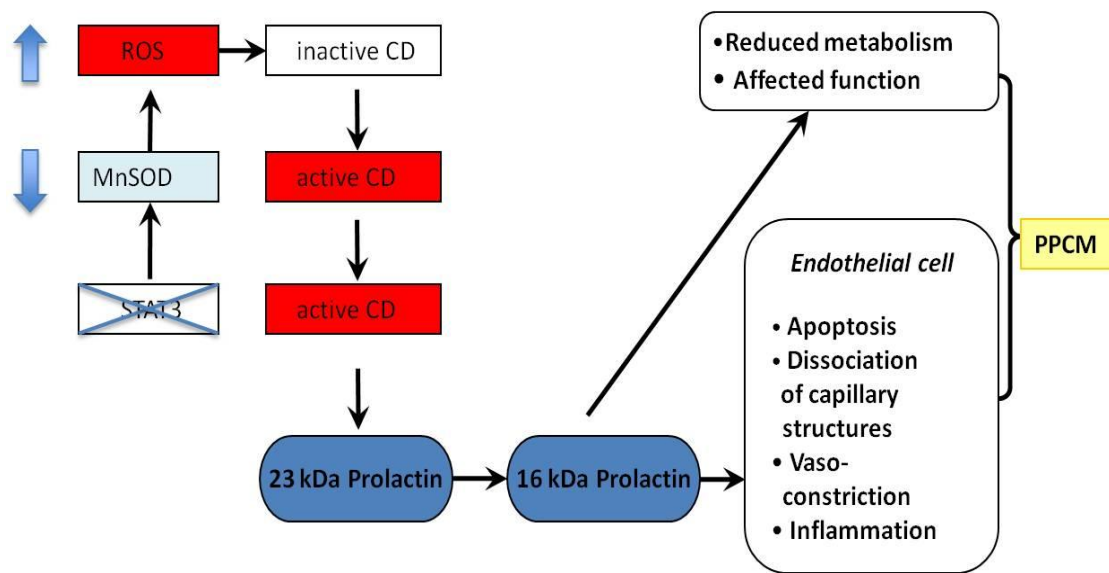 ROS
inactive CD
MnSOD
active CD
STAT3
active CD
23 kDa Prolactin
16 kDa Prolactin
•Reduced metabolism
• Affected function
Endothelial cell
• Apoptosis
• Dissociation
of capillary
structures
• Vaso-
constriction
• Inflammation
PPCM